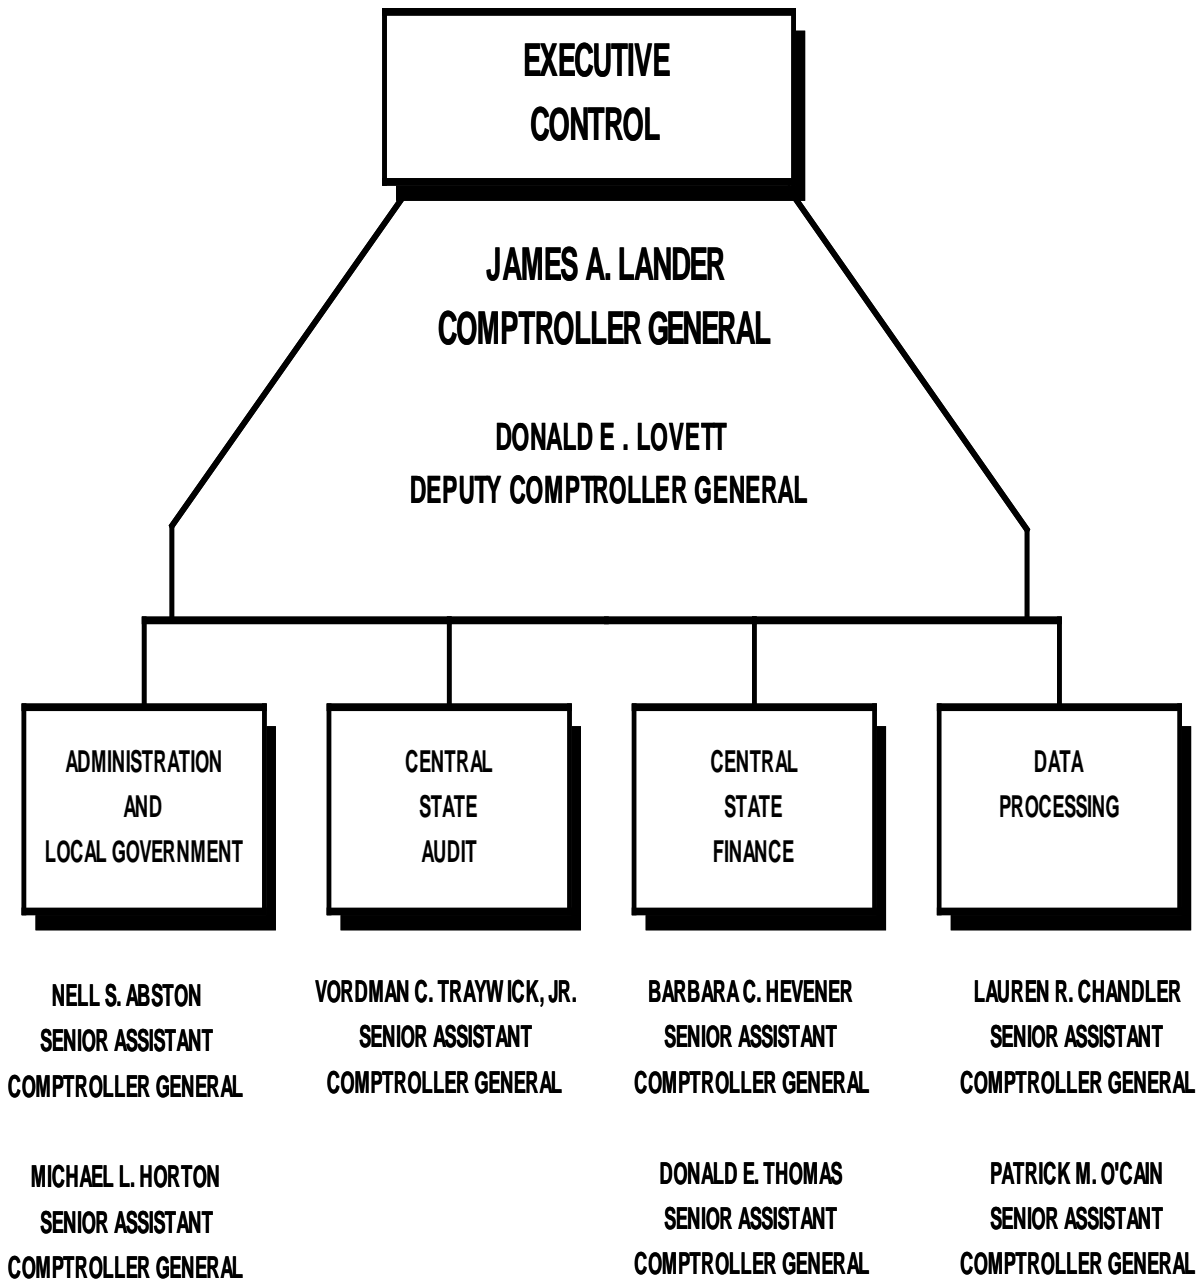 EXECUTIVE
CONTROL
JAMES A. LANDER
COMPTROLLER GENERAL
DONALD E . LOVETT
DEPUTY COMPTROLLER GENERAL
ADMINISTRATION
AND
LOCAL GOVERNMENT
CENTRAL
STATE
AUDIT
CENTRAL
STATE
FINANCE
DATA
PROCESSING
NELL S. ABSTON
SENIOR ASSISTANT
COMPTROLLER GENERAL
MICHAEL L. HORTON
SENIOR ASSISTANT
COMPTROLLER GENERAL
VORDMAN C. TRAYWICK, JR.
SENIOR ASSISTANT
COMPTROLLER GENERAL
BARBARA C. HEVENER
SENIOR ASSISTANT
COMPTROLLER GENERAL
DONALD E. THOMAS
SENIOR ASSISTANT
COMPTROLLER GENERAL
LAUREN R. CHANDLER
SENIOR ASSISTANT
COMPTROLLER GENERAL
PATRICK M. O'CAIN
SENIOR ASSISTANT
COMPTROLLER GENERAL